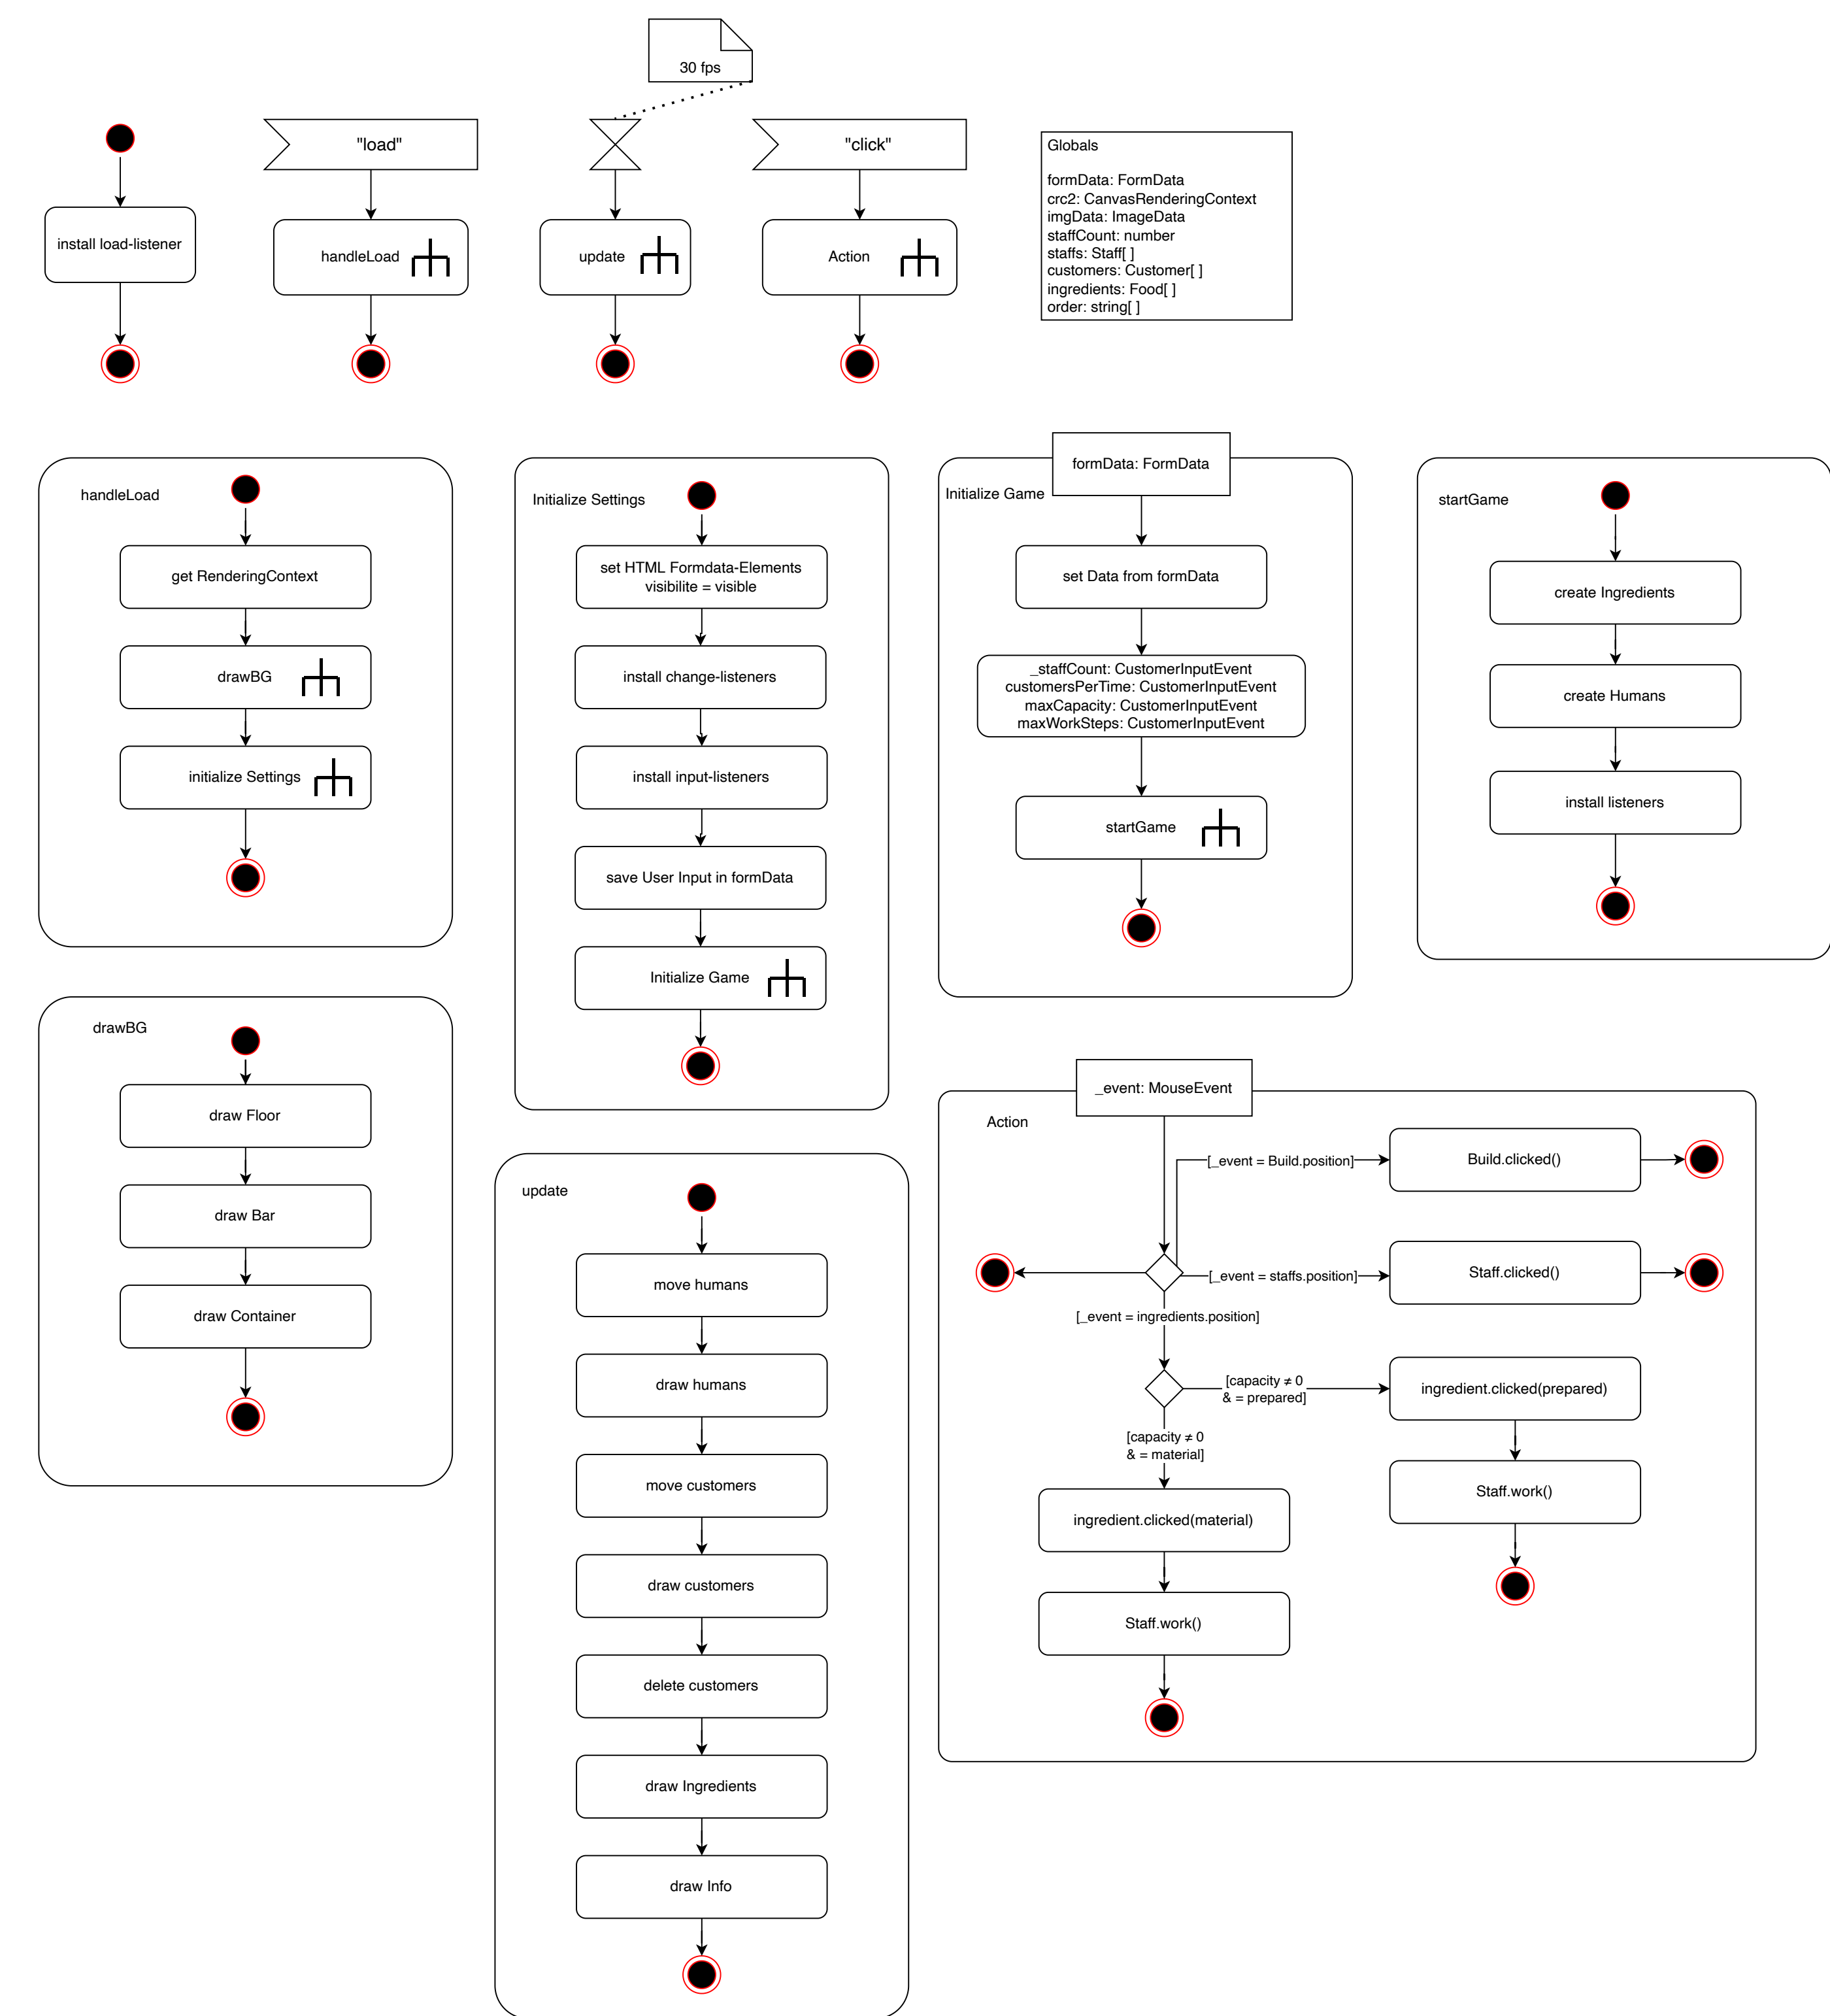 30 fps
"load"
"click"
install load-listener
handleLoad
update
Action
Globals
formData: FormData
crc2: CanvasRenderingContext
imgData: ImageData
staffCount: number
staffs: Staff[ ]
customers: Customer[ ]
ingredients: Food[ ]
order: string[ ]
handleLoad
get RenderingContext
drawBG
initialize Settings
Initialize Settings
set HTML Formdata-Elements
visibilite = visible
install change-listeners
install input-listeners
save User Input in formData
Initialize Game
formData: FormData
Initialize Game
set Data from formData
_staffCount: CustomerInputEvent
customersPerTime: CustomerInputEvent
maxCapacity: CustomerInputEvent
maxWorkSteps: CustomerInputEvent
startGame
startGame
create Ingredients
create Humans
install listeners
drawBG
draw Floor
draw Bar
draw Container
update
move humans
draw humans
move customers
draw customers
delete customers
draw Ingredients
draw Info
_event: MouseEvent
Action
[_event = Build.position]
Build.clicked()
[_event = staffs.position]
Staff.clicked()
[_event = ingredients.position]
[capacity ≠ 0
& = prepared]
ingredient.clicked(prepared)
Staff.work()
[capacity ≠ 0
& = material]
ingredient.clicked(material)
Staff.work()